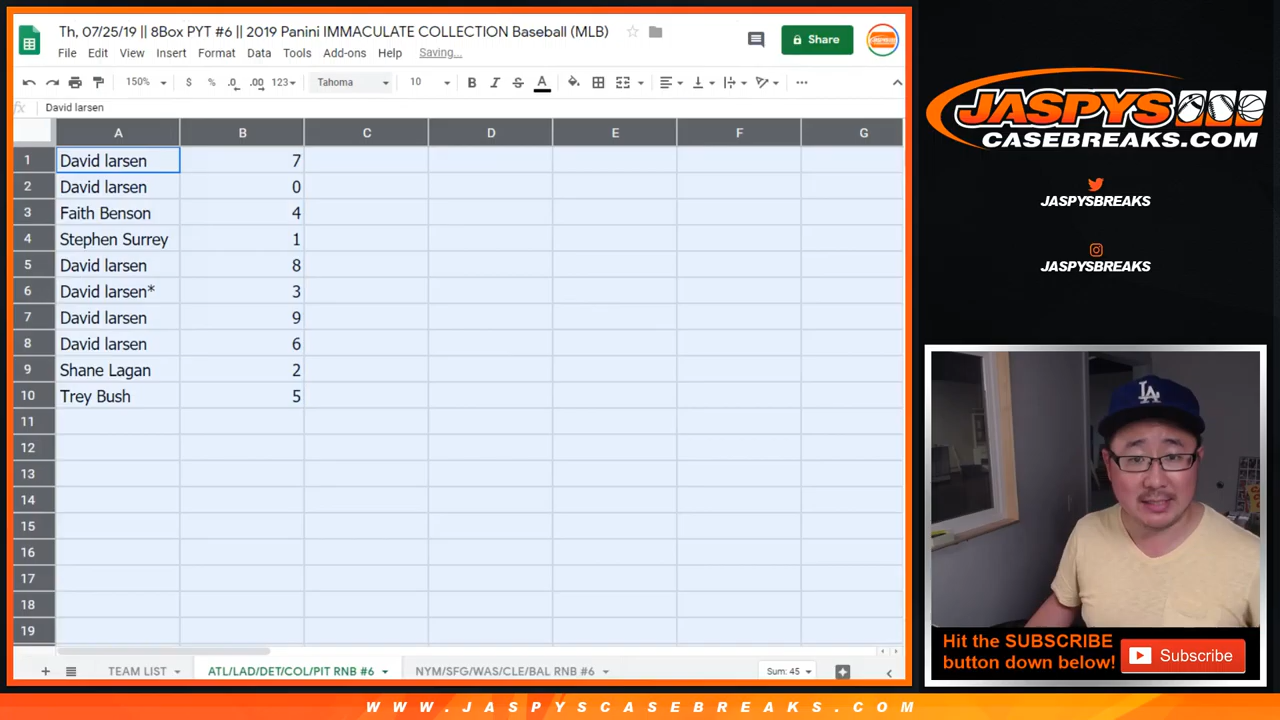 Th, 07/25/19 || 8Box PYT #6 || 2019 Panini IMMACULATE COLLECTION Baseball (MLB)
File Edit View Insert Format Data Tools Add-ons Help Saving...
Share
150% $ % .0 .00 123 Tahoma 10 B I S A
fx David larsen
A B C D E F G
1 David larsen 7
2 David larsen 0
3 Faith Benson 4
4 Stephen Surrey 1
5 David larsen 8
6 David larsen* 3
7 David larsen 9
8 David larsen 6
9 Shane Lagan 2
10 Trey Bush 5
11
12
13
14
15
16
17
18
19
+ TEAM LIST ATL/LAD/DET/COL/PIT RNB #6 NYM/SFG/WAS/CLE/BAL RNB #6 Sum: 45
JASPYS
CASEBREAKS.COM
JASPYSBREAKS
JASPYSBREAKS
LA
Hit the SUBSCRIBE
button down below!
Subscribe
WWW.JASPYSCASEBREAKS.COM